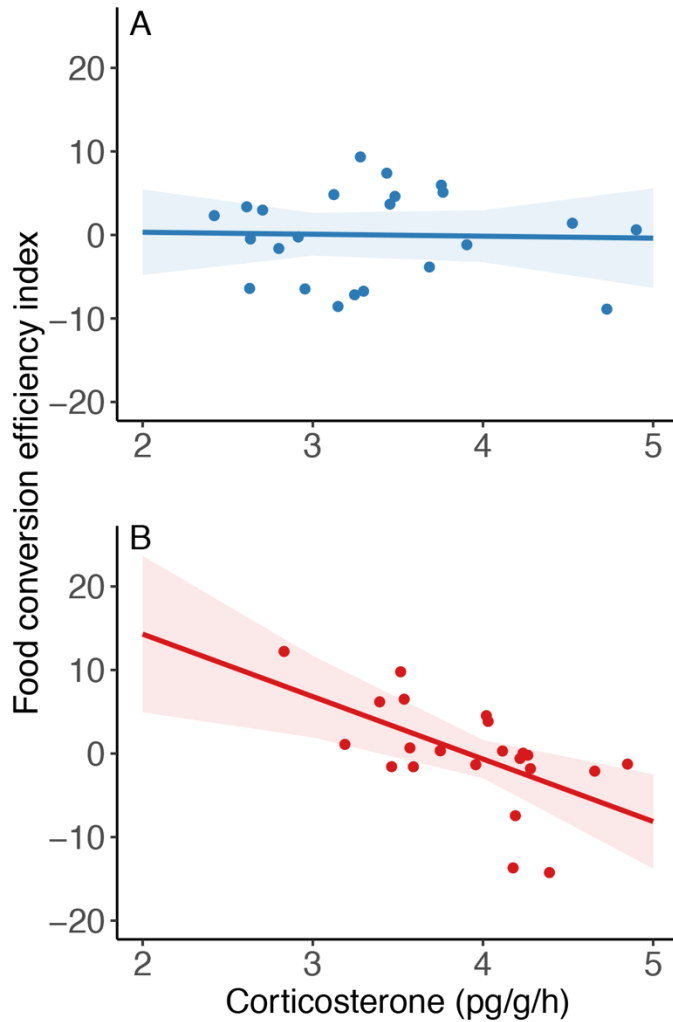 A
20
10
0
−10
−20
2 3 4 5
Food conversion efficiency index
B
20
10
0
−10
−20
2 3 4 5
Corticosterone (pg/g/h)